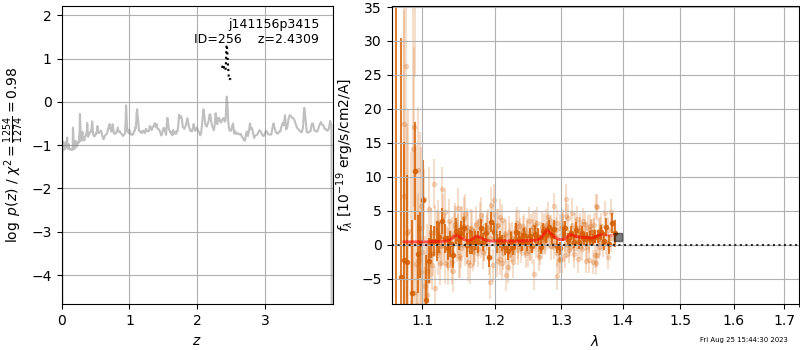 j141156p3415
ID=256 z=2.4309
log p(z) / χ² = 1254/1274 = 0.98
2
1
0
−1
−2
−3
−4
0 1 2 3
z
f_λ [10⁻¹⁹ erg/s/cm2/A]
35
30
25
20
15
10
5
0
−5
1.1 1.2 1.3 1.4 1.5 1.6 1.7
λ
Fri Aug 25 15:44:30 2023